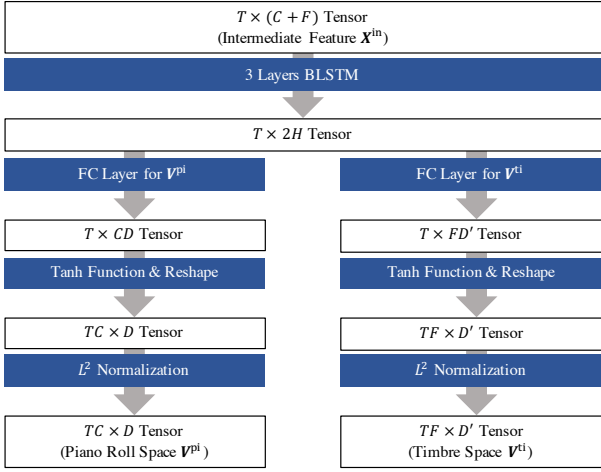 T × (C + F) Tensor
(Intermediate Feature X^in)
3 Layers BLSTM
T × 2H Tensor
FC Layer for V^pi
FC Layer for V^ti
T × CD Tensor
T × FD′ Tensor
Tanh Function & Reshape
Tanh Function & Reshape
TC × D Tensor
TF × D′ Tensor
L² Normalization
L² Normalization
TC × D Tensor
(Piano Roll Space V^pi)
TF × D′ Tensor
(Timbre Space V^ti)